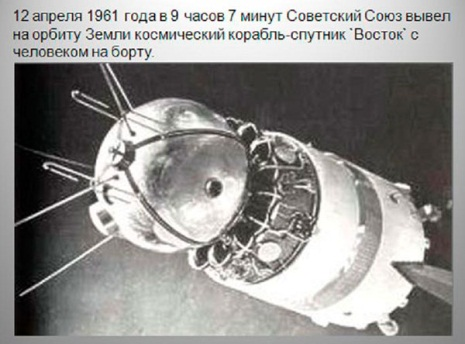 12 апреля 1961 года в 9 часов 7 минут Советский Союз вывел
на орбиту Земли космический корабль-спутник `Восток` с
человеком на борту.